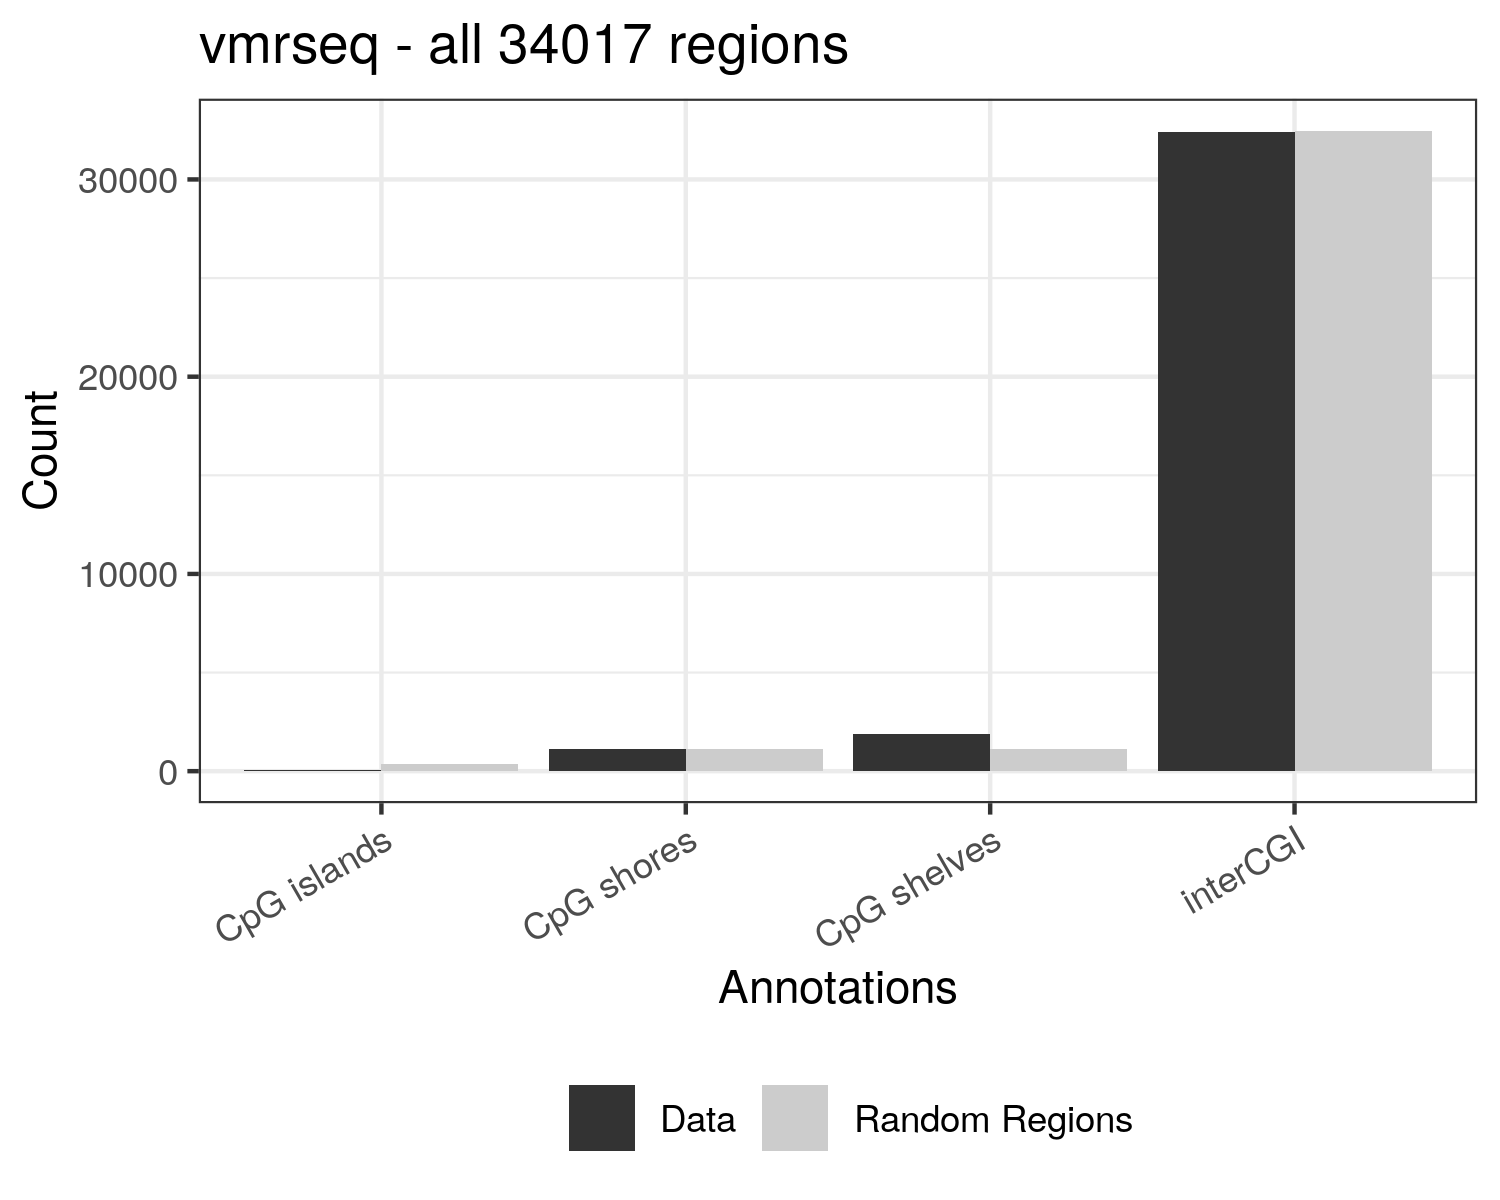 vmrseq - all 34017 regions
Count
30000
20000
10000
0
CpG islands
CpG shores
CpG shelves
interCGI
Annotations
Data
Random Regions